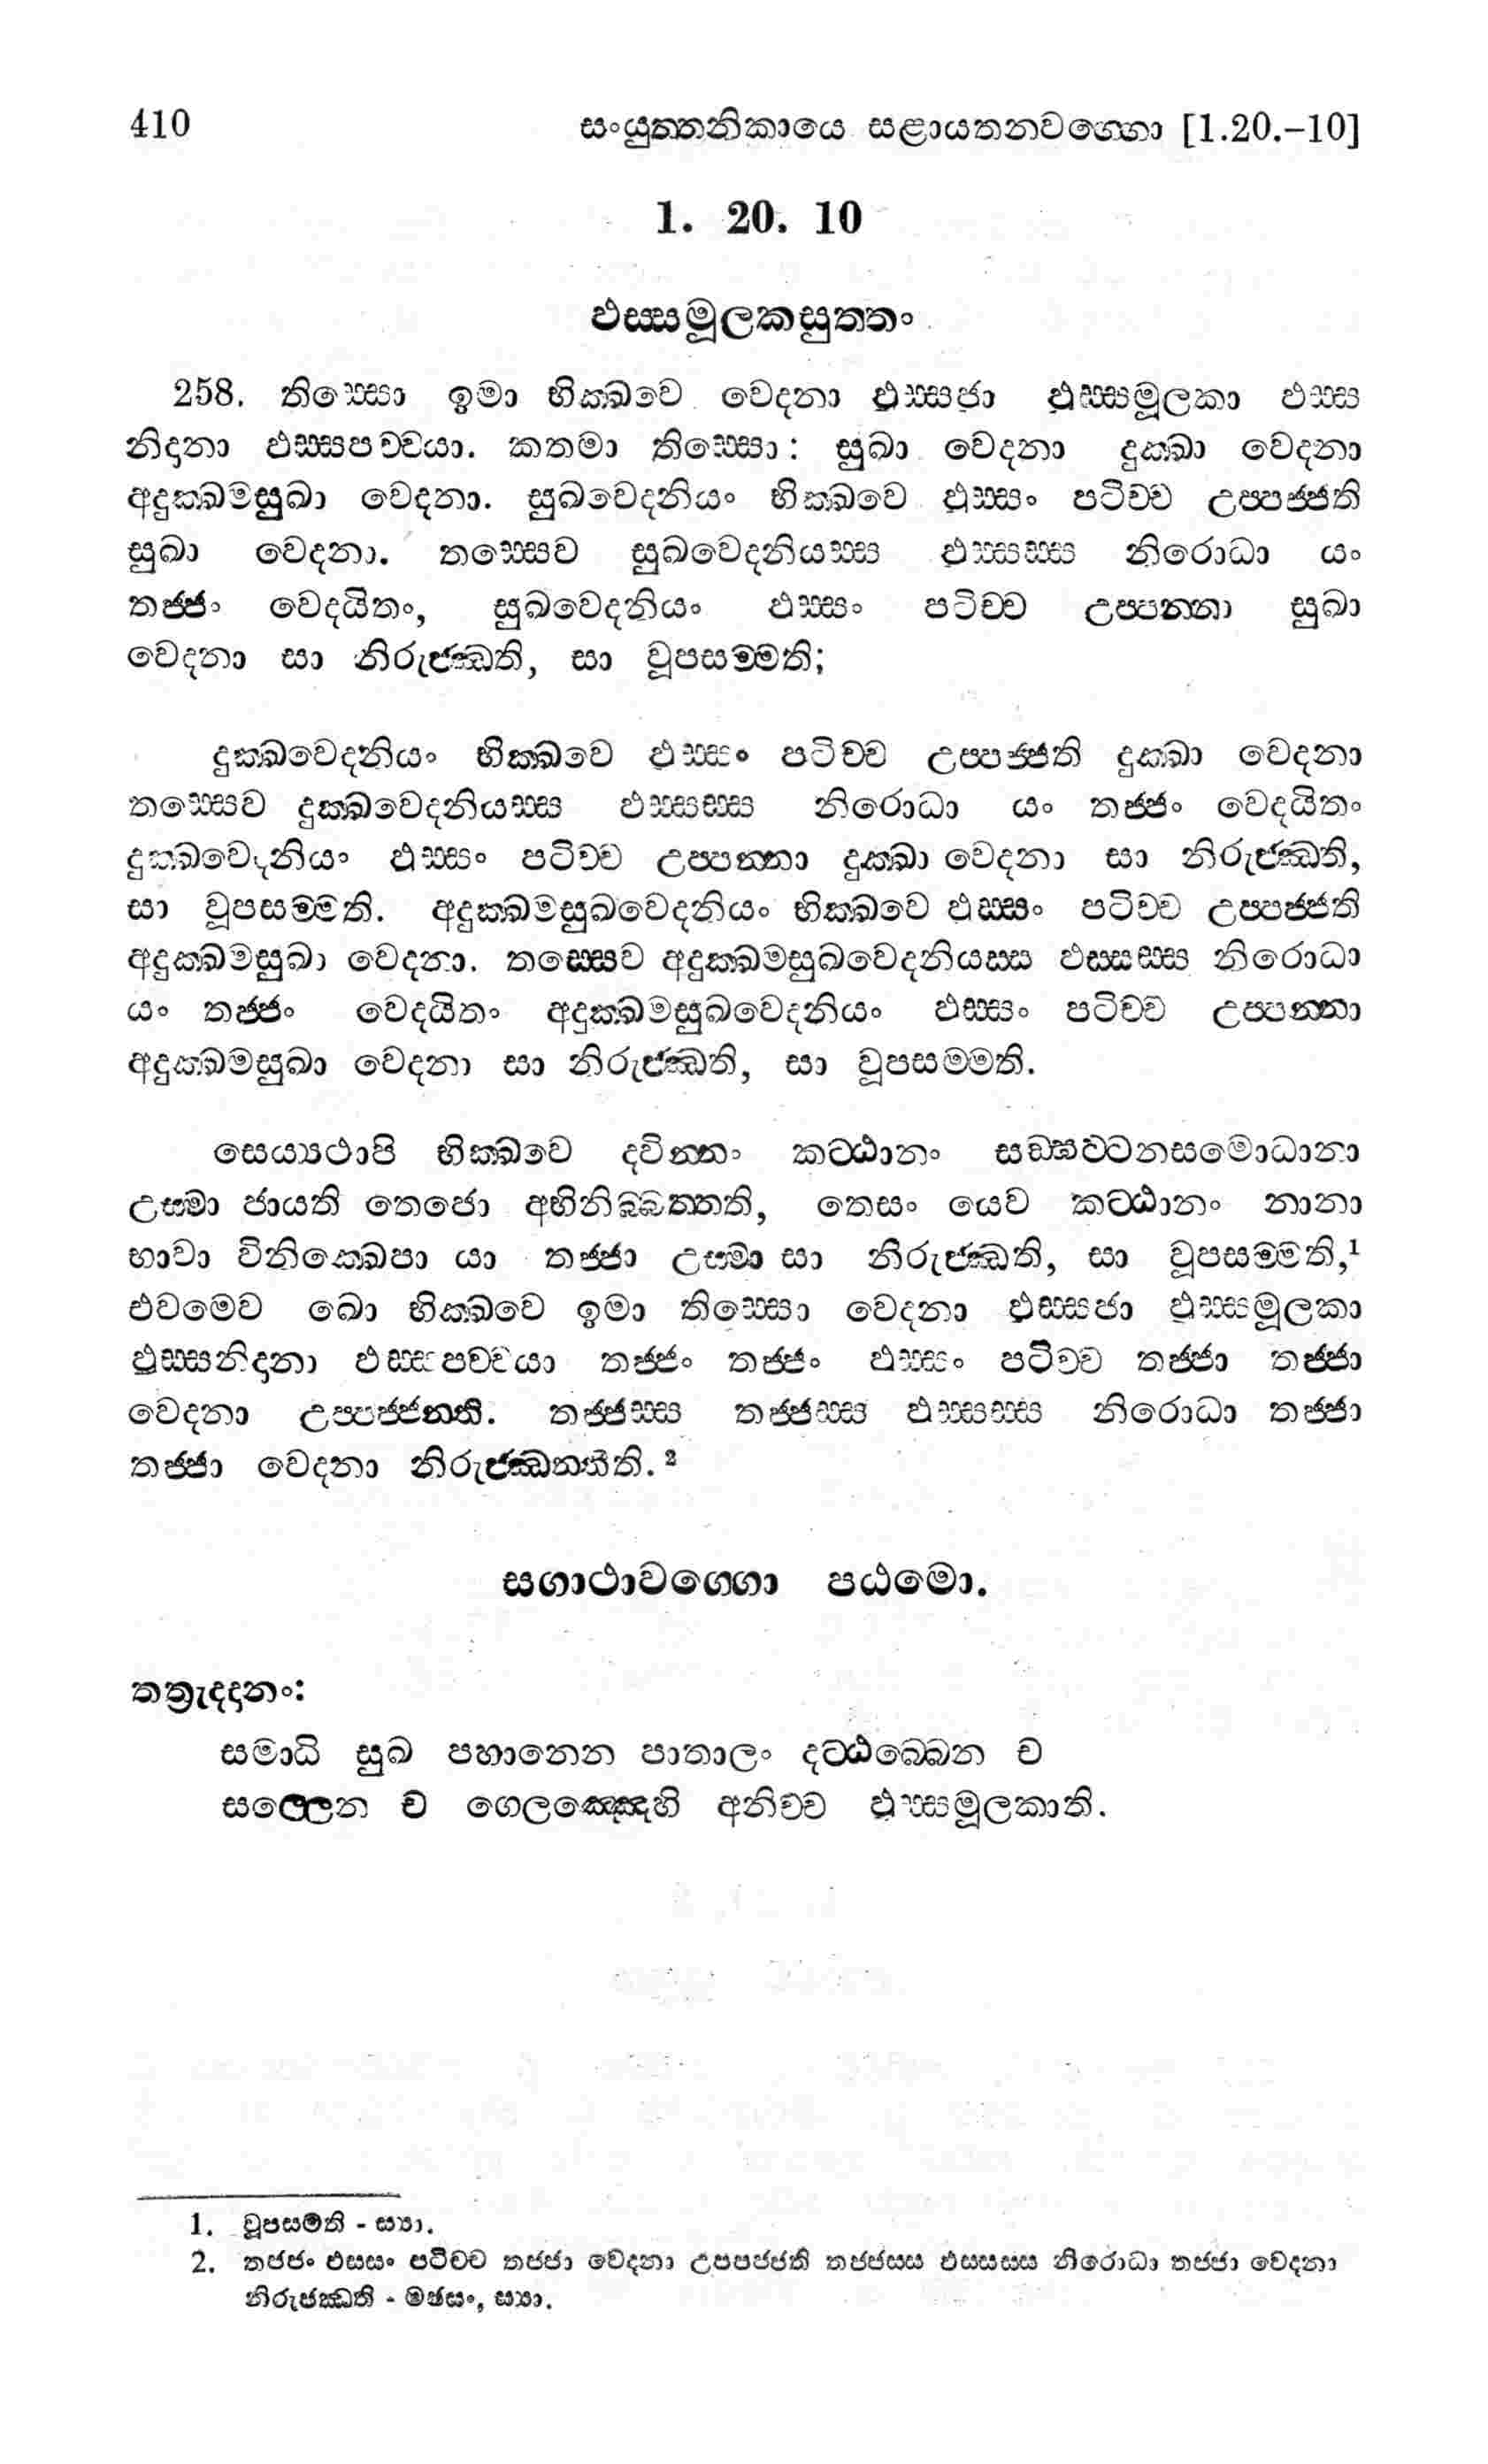 410 සංයුත්තනිකායෙ සළායතනවග්ගො [1.20.–10]
1. 20. 10
ඵස්සමූලකසුත්තං
258. තිස්සො ඉමා භික්ඛවෙ වෙදනා ඵස්සජා ඵස්සමූලකා ඵස්ස
නිදානා ඵස්සපච්චයා. කතමා තිස්සො: සුඛා වෙදනා දුක්ඛා වෙදනා
අදුක්ඛමසුඛා වෙදනා. සුඛවෙදනියං භික්ඛවෙ ඵස්සං පටිච්ච උප්පජ්ජති
සුඛා වෙදනා. තස්සෙව සුඛවෙදනියස්ස ඵස්සස්ස නිරොධා යං
තජ්ජං වෙදයිතං, සුඛවෙදනියං ඵස්සං පටිච්ච උප්පන්නා සුඛා
වෙදනා සා නිරුජ්ඣති, සා වූපසම්මති;
දුක්ඛවෙදනියං භික්ඛවෙ ඵස්සං පටිච්ච උප්පජ්ජති දුක්ඛා වෙදනා
තස්සෙව දුක්ඛවෙදනියස්ස ඵස්සස්ස නිරොධා යං තජ්ජං වෙදයිතං
දුක්ඛවෙදනියං ඵස්සං පටිච්ච උප්පන්නා දුක්ඛා වෙදනා සා නිරුජ්ඣති,
සා වූපසම්මති. අදුක්ඛමසුඛවෙදනියං භික්ඛවෙ ඵස්සං පටිච්ච උප්පජ්ජති
අදුක්ඛමසුඛා වෙදනා. තස්සෙව අදුක්ඛමසුඛවෙදනියස්ස ඵස්සස්ස නිරොධා
යං තජ්ජං වෙදයිතං අදුක්ඛමසුඛවෙදනියං ඵස්සං පටිච්ච උප්පන්නා
අදුක්ඛමසුඛා වෙදනා සා නිරුජ්ඣති, සා වූපසම්මති.
සෙය්‍යථාපි භික්ඛවෙ ද්වින්නං කට්ඨානං සඞ්ඝට්ටනසමොධානා
උස්මා ජායති තෙජො අභිනිබ්බත්තති, තෙසං යෙව කට්ඨානං නානා
භාවා විනික්ඛෙපා යා තජ්ජා උස්මා සා නිරුජ්ඣති, සා වූපසම්මති,¹
එවමෙව ඛො භික්ඛවෙ ඉමා තිස්සො වෙදනා ඵස්සජා ඵස්සමූලකා
ඵස්සනිදානා ඵස්සපච්චයා තජ්ජං තජ්ජං ඵස්සං පටිච්ච තජ්ජා තජ්ජා
වෙදනා උප්පජ්ජන්ති. තජ්ජස්ස තජ්ජස්ස ඵස්සස්ස නිරොධා තජ්ජා
තජ්ජා වෙදනා නිරුජ්ඣන්තීති.²
සගාථාවග්ගො පඨමො.
තත්‍රුද්දානං:
සමාධි සුඛ පහානෙන පාතාලං දට්ඨබ්බෙන ච
සල්ලෙන ච ගෙලඤ්ඤෙහි අනිච්ච ඵස්සමූලකාති.
1. වූපසමති - ස්‍යා.
2. තජ්ජං ඵස්සං පටිච්ච තජ්ජා වෙදනා උප්පජ්ජති තජ්ජස්ස ඵස්සස්ස නිරොධා තජ්ජා වෙදනා
නිරුජ්ඣති - මඡසං, ස්‍යා.